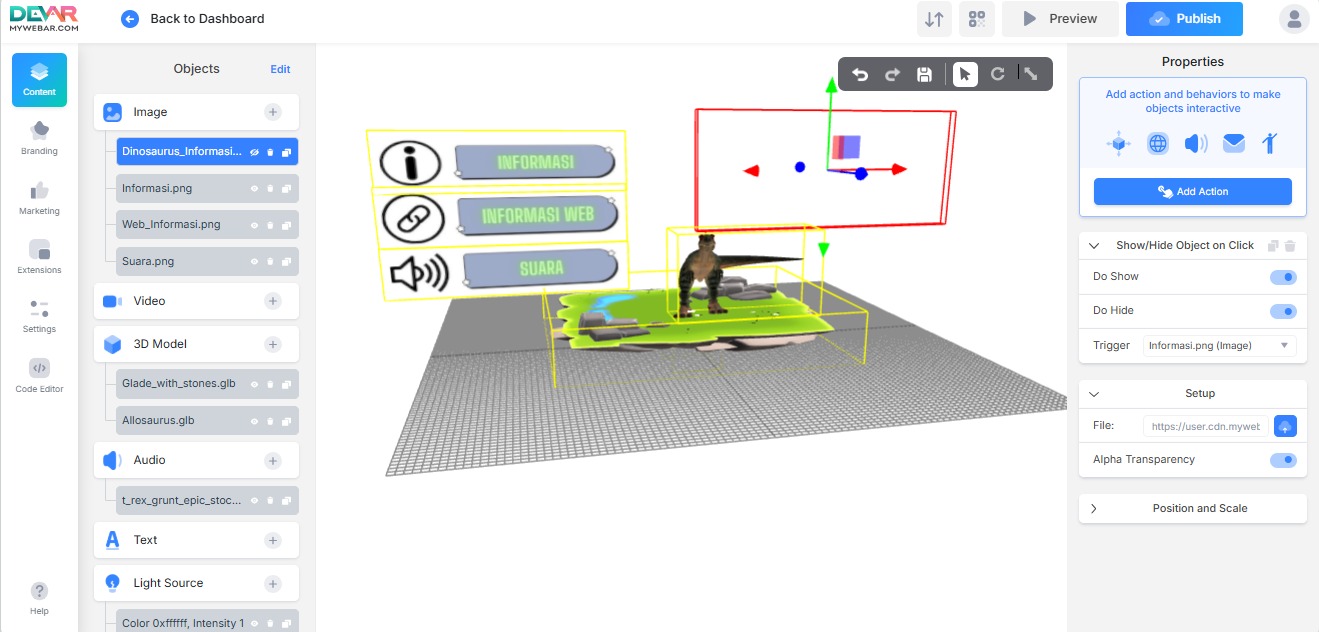 DEVAR
MYWEBAR.COM
Back to Dashboard
Preview
Publish
Content
Branding
Marketing
Extensions
Settings
Code Editor
Help
Objects
Edit
Image
Dinosaurus_Informasi...
Informasi.png
Web_Informasi.png
Suara.png
Video
3D Model
Glade_with_stones.glb
Allosaurus.glb
Audio
t_rex_grunt_epic_stoc...
Text
Light Source
Color 0xffffff, Intensity 1
INFORMASI
INFORMASI WEB
SUARA
Properties
Add action and behaviors to make
objects interactive
Add Action
Show/Hide Object on Click
Do Show
Do Hide
Trigger
Informasi.png (Image)
Setup
File:
https://user.cdn.mywet
Alpha Transparency
Position and Scale